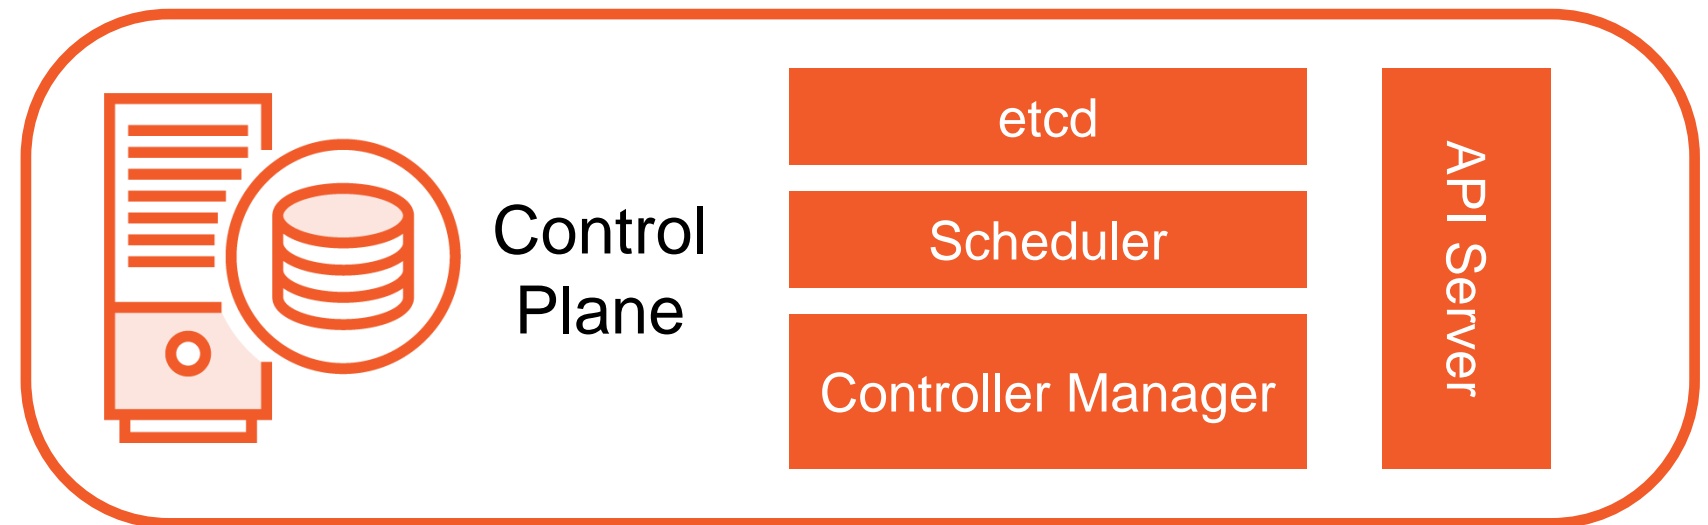 Control
Plane
etcd
Scheduler
Controller Manager
API Server